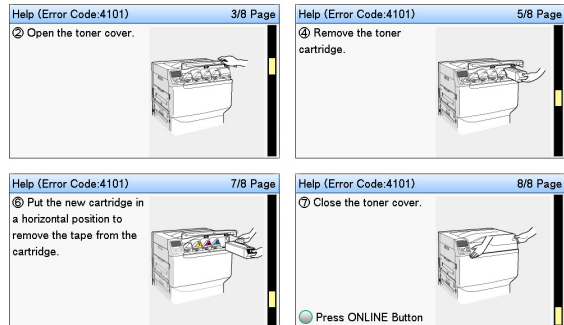 Help (Error Code:4101) 3/8 Page
② Open the toner cover.
Help (Error Code:4101) 5/8 Page
④ Remove the toner
cartridge.
Help (Error Code:4101) 7/8 Page
⑥ Put the new cartridge in
a horizontal position to
remove the tape from the
cartridge.
Help (Error Code:4101) 8/8 Page
⑦ Close the toner cover.
Press ONLINE Button